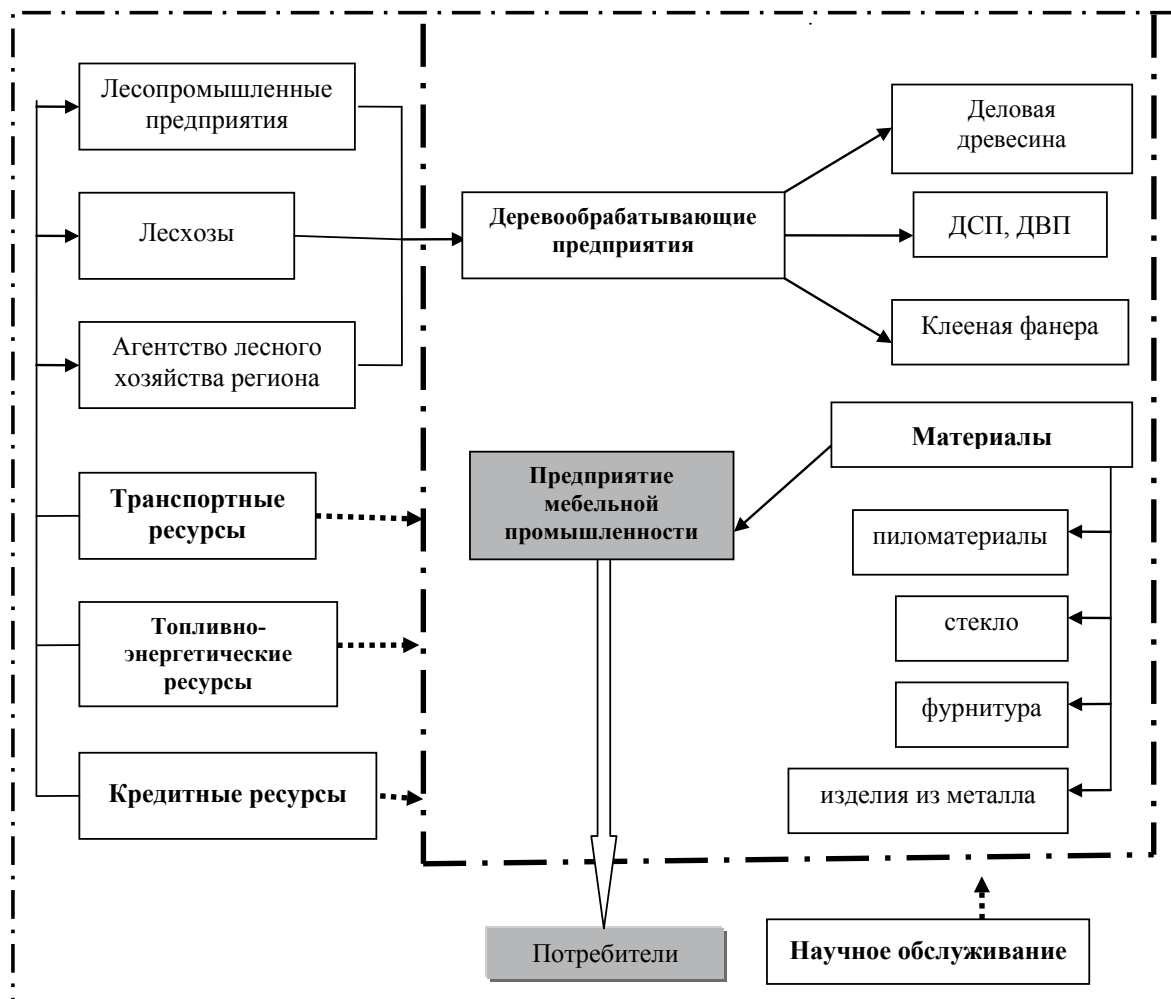 Лесопромышленные
предприятия
Лесхозы
Агентство лесного
хозяйства региона
Транспортные
ресурсы
Топливно-
энергетические
ресурсы
Кредитные ресурсы
Деревообрабатывающие
предприятия
Деловая
древесина
ДСП, ДВП
Клееная фанера
Материалы
Предприятие
мебельной
промышленности
пиломатериалы
стекло
фурнитура
изделия из металла
Потребители
Научное обслуживание